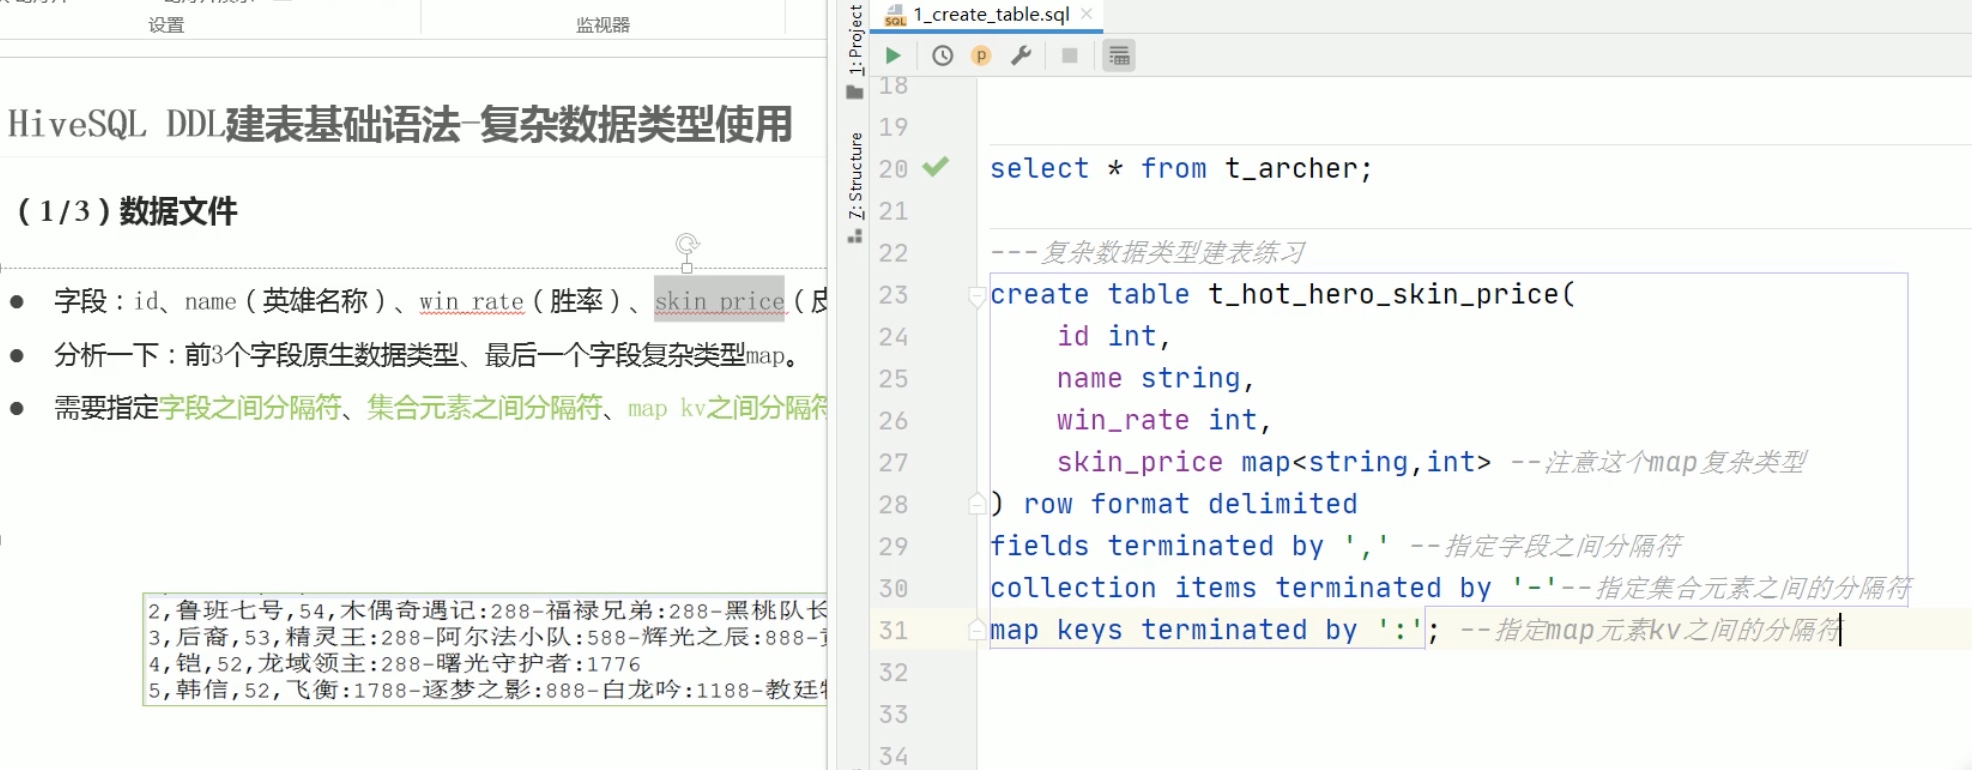 设置
监视器
HiveSQL DDL建表基础语法-复杂数据类型使用
（1/3）数据文件
● 字段：id、name（英雄名称）、win_rate（胜率）、skin_price（皮
● 分析一下：前3个字段原生数据类型、最后一个字段复杂类型map。
● 需要指定字段之间分隔符、集合元素之间分隔符、map kv之间分隔符
2,鲁班七号,54,木偶奇遇记:288-福禄兄弟:288-黑桃队长
3,后裔,53,精灵王:288-阿尔法小队:588-辉光之辰:888-
4,铠,52,龙域领主:288-曙光守护者:1776
5,韩信,52,飞衡:1788-逐梦之影:888-白龙吟:1188-教廷
1: Project
7: Structure
1_create_table.sql
18
19
20 select * from t_archer;
21
22 ---复杂数据类型建表练习
23 create table t_hot_hero_skin_price(
24 id int,
25 name string,
26 win_rate int,
27 skin_price map<string,int> --注意这个map复杂类型
28 ) row format delimited
29 fields terminated by ',' --指定字段之间分隔符
30 collection items terminated by '-'--指定集合元素之间的分隔符
31 map keys terminated by ':'; --指定map元素kv之间的分隔符
32
33
34